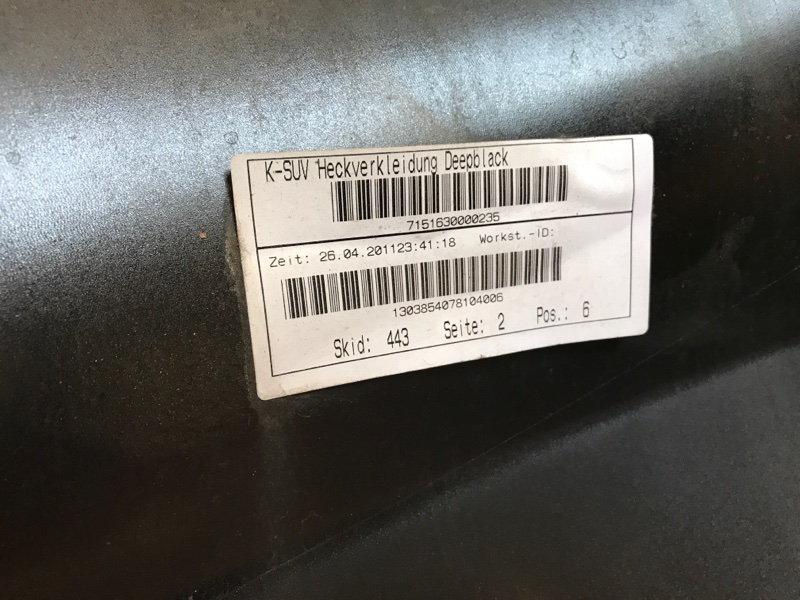 K-SUV Heckverkleidung Deepblack
7151630000235
Zeit: 26.04.201123:41:18 Workst.-ID:
1303854078104006
Skid: 443 Seite: 2 Pos.: 6